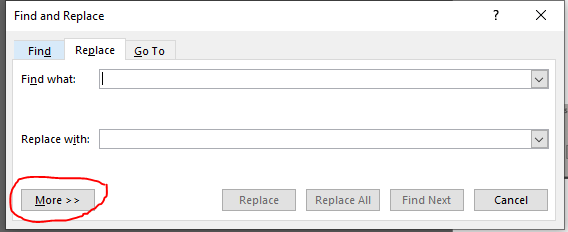 Find and Replace ? ×
Find Replace Go To
Find what:
Replace with:
More >> Replace Replace All Find Next Cancel